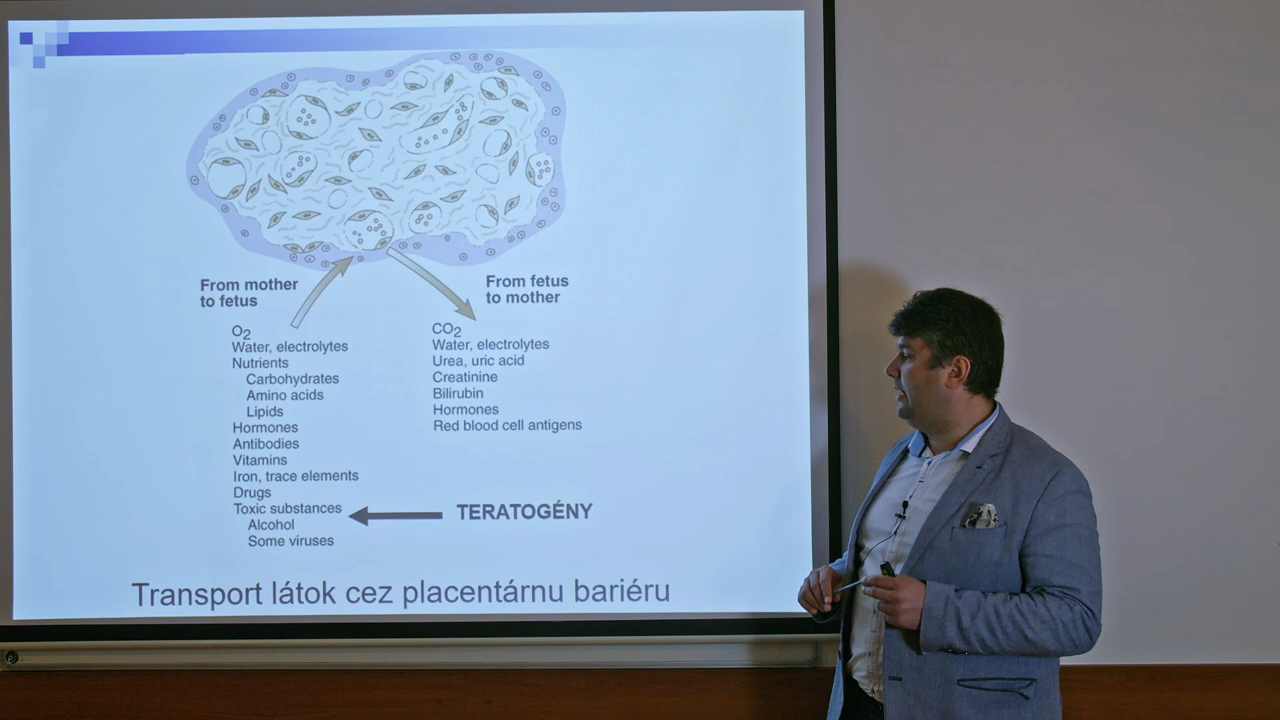 From mother
to fetus
O2
Water, electrolytes
Nutrients
Carbohydrates
Amino acids
Lipids
Hormones
Antibodies
Vitamins
Iron, trace elements
Drugs
Toxic substances
Alcohol
Some viruses
From fetus
to mother
CO2
Water, electrolytes
Urea, uric acid
Creatinine
Bilirubin
Hormones
Red blood cell antigens
TERATOGÉNY
Transport látok cez placentárnu bariéru